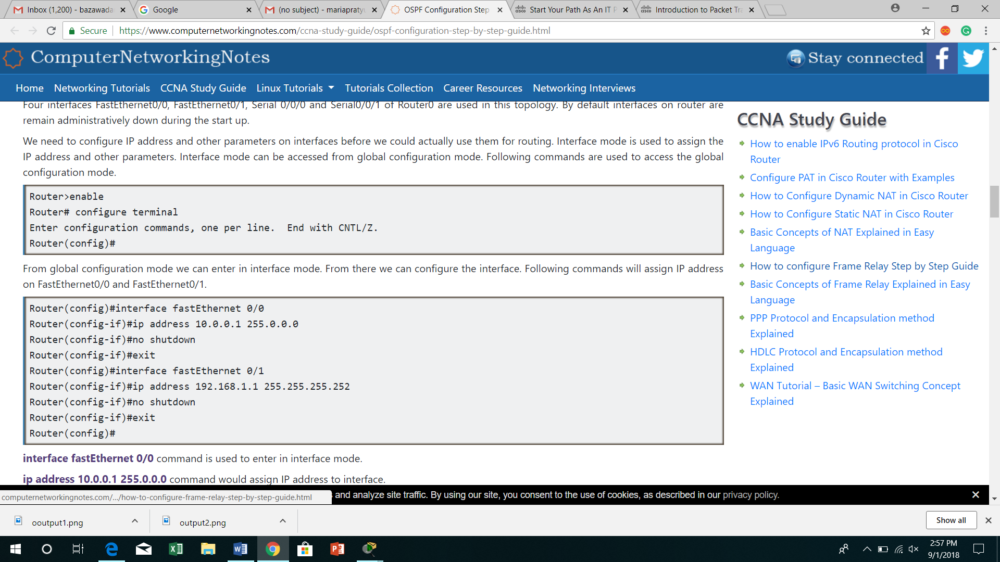 Inbox (1,200) - bazawada
Google
(no subject) - mariapratyu
OSPF Configuration Step
Start Your Path As An IT P
Introduction to Packet Tra
Secure
https://www.computernetworkingnotes.com/ccna-study-guide/ospf-configuration-step-by-step-guide.html
ComputerNetworkingNotes
Stay connected
Home Networking Tutorials CCNA Study Guide Linux Tutorials Tutorials Collection Career Resources Networking Interviews
Four interfaces FastEthernet0/0, FastEthernet0/1, Serial 0/0/0 and Serial0/0/1 of Router0 are used in this topology. By default interfaces on router are
remain administratively down during the start up.
We need to configure IP address and other parameters on interfaces before we could actually use them for routing. Interface mode is used to assign the
IP address and other parameters. Interface mode can be accessed from global configuration mode. Following commands are used to access the global
configuration mode.
Router>enable
Router# configure terminal
Enter configuration commands, one per line.  End with CNTL/Z.
Router(config)#
From global configuration mode we can enter in interface mode. From there we can configure the interface. Following commands will assign IP address
on FastEthernet0/0 and FastEthernet0/1.
Router(config)#interface fastEthernet 0/0
Router(config-if)#ip address 10.0.0.1 255.0.0.0
Router(config-if)#no shutdown
Router(config-if)#exit
Router(config)#interface fastEthernet 0/1
Router(config-if)#ip address 192.168.1.1 255.255.255.252
Router(config-if)#no shutdown
Router(config-if)#exit
Router(config)#
interface fastEthernet 0/0 command is used to enter in interface mode.
ip address 10.0.0.1 255.0.0.0 command would assign IP address to interface.
CCNA Study Guide
How to enable IPv6 Routing protocol in Cisco
Router
Configure PAT in Cisco Router with Examples
How to Configure Dynamic NAT in Cisco Router
How to Configure Static NAT in Cisco Router
Basic Concepts of NAT Explained in Easy
Language
How to configure Frame Relay Step by Step Guide
Basic Concepts of Frame Relay Explained in Easy
Language
PPP Protocol and Encapsulation method
Explained
HDLC Protocol and Encapsulation method
Explained
WAN Tutorial – Basic WAN Switching Concept
Explained
and analyze site traffic. By using our site, you consent to the use of cookies, as described in our privacy policy.
computernetworkingnotes.com/.../how-to-configure-frame-relay-step-by-step-guide.html
ooutput1.png
output2.png
Show all
2:57 PM
9/1/2018